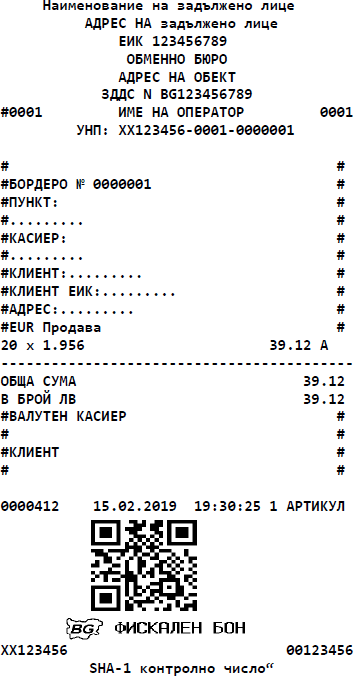 Наименование на задължено лице
АДРЕС НА задължено лице
ЕИК 123456789
ОБМЕННО БЮРО
АДРЕС НА ОБЕКТ
ЗДДС N BG123456789
#0001 ИМЕ НА ОПЕРАТОР 0001
УНП: XX123456-0001-0000001
# #
#БОРДЕРО № 0000001 #
#ПУНКТ: #
#......... #
#КАСИЕР: #
#......... #
#КЛИЕНТ:......... #
#КЛИЕНТ ЕИК:......... #
#АДРЕС:......... #
#EUR Продава #
20 x 1.956 39.12 А
------------------------------------------
ОБЩА СУМА 39.12
В БРОЙ ЛВ 39.12
#ВАЛУТЕН КАСИЕР #
# #
#КЛИЕНТ #
# #
0000412 15.02.2019 19:30:25 1 АРТИКУЛ
BG ФИСКАЛЕН БОН
XX123456 00123456
SHA-1 контролно число“